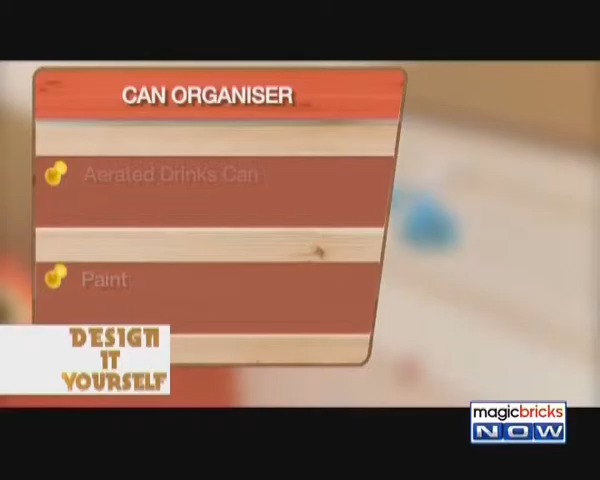 CAN ORGANISER
Aerated Drinks Can
Paint
DESIGN
IT
YOURSELF
magicbricks
NOW